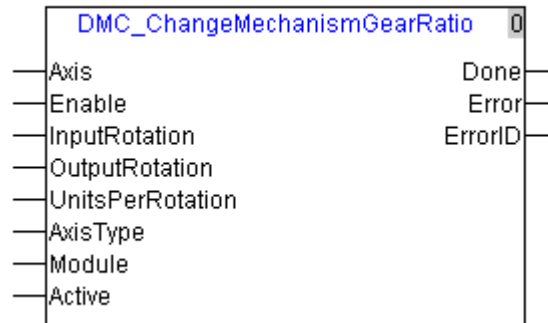 DMC_ChangeMechanismGearRatio 0
Axis Done
Enable Error
InputRotation ErrorID
OutputRotation
UnitsPerRotation
AxisType
Module
Active